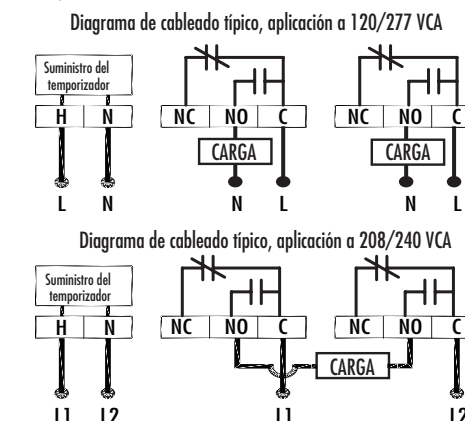 Diagrama de cableado típico, aplicación a 120/277 VCA
Suministro del
temporizador
H N NC NO C NC NO C
CARGA CARGA
L N N L N L
Diagrama de cableado típico, aplicación a 208/240 VCA
Suministro del
temporizador
H N NC NO C NC NO C
CARGA
L1 L2 L1 L2